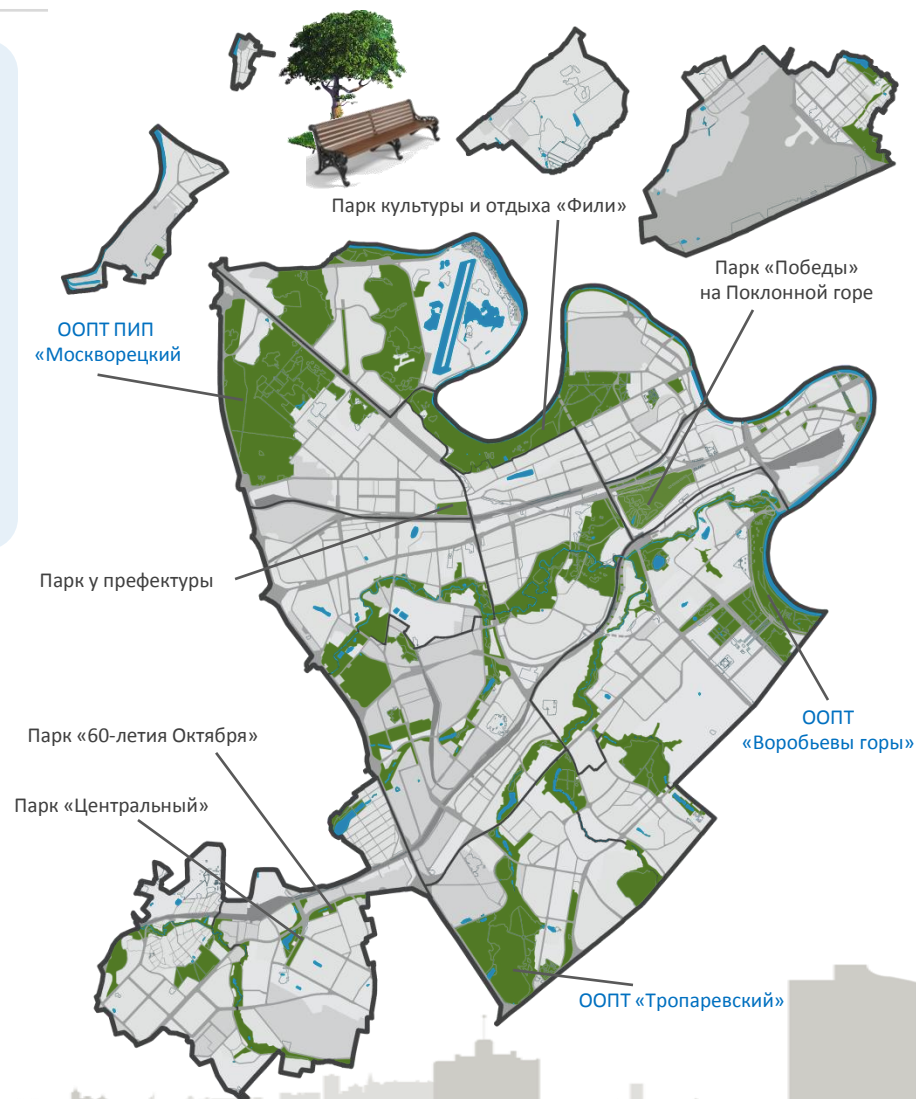 Парк культуры и отдыха «Фили»
Парк «Победы»
на Поклонной горе
ООПТ ПИП
«Москворецкий
Парк у префектуры
ООПТ
«Воробьевы горы»
Парк «60-летия Октября»
Парк «Центральный»
ООПТ «Тропаревский»